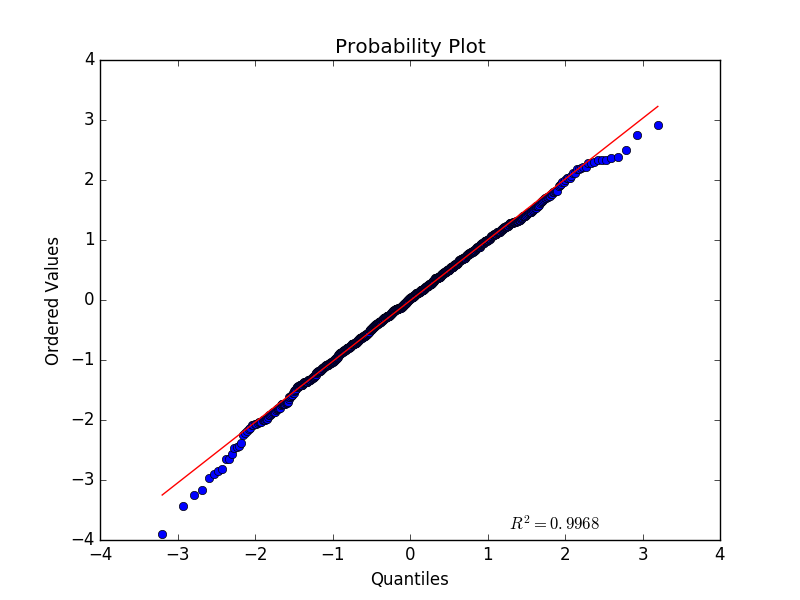 Probability Plot
4
3
2
1
0
−1
−2
−3
−4
Ordered Values
R² = 0.9968
−4 −3 −2 −1 0 1 2 3 4
Quantiles